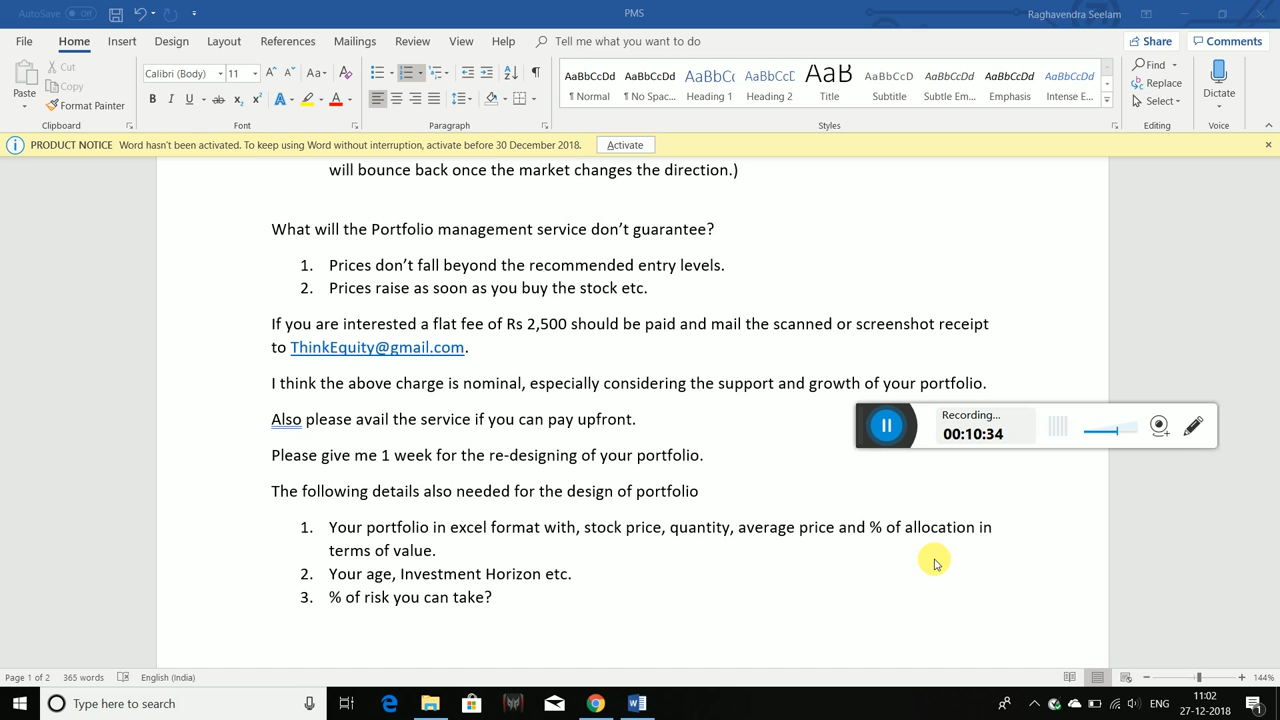 AutoSave Off
PMS
Raghavendra Seelam
File Home Insert Design Layout References Mailings Review View Help Tell me what you want to do Share Comments
Paste
Cut
Copy
Format Painter
Calibri (Body) 11
AaBbCcDd AaBbCcDd AaBbCc AaBbCcD AaB AaBbCcD AaBbCcDd AaBbCcDd AaBbCcDd
¶ Normal ¶ No Spac... Heading 1 Heading 2 Title Subtitle Subtle Em... Emphasis Intense E...
Find
Replace
Select
Dictate
Clipboard Font Paragraph Styles Editing Voice
PRODUCT NOTICE Word hasn't been activated. To keep using Word without interruption, activate before 30 December 2018. Activate
will bounce back once the market changes the direction.)
What will the Portfolio management service don't guarantee?
1. Prices don't fall beyond the recommended entry levels.
2. Prices raise as soon as you buy the stock etc.
If you are interested a flat fee of Rs 2,500 should be paid and mail the scanned or screenshot receipt
to ThinkEquity@gmail.com.
I think the above charge is nominal, especially considering the support and growth of your portfolio.
Also please avail the service if you can pay upfront.
Recording...
00:10:34
Please give me 1 week for the re-designing of your portfolio.
The following details also needed for the design of portfolio
1. Your portfolio in excel format with, stock price, quantity, average price and % of allocation in
terms of value.
2. Your age, Investment Horizon etc.
3. % of risk you can take?
Page 1 of 2 365 words English (India) 144%
Type here to search
ENG
11:02
27-12-2018